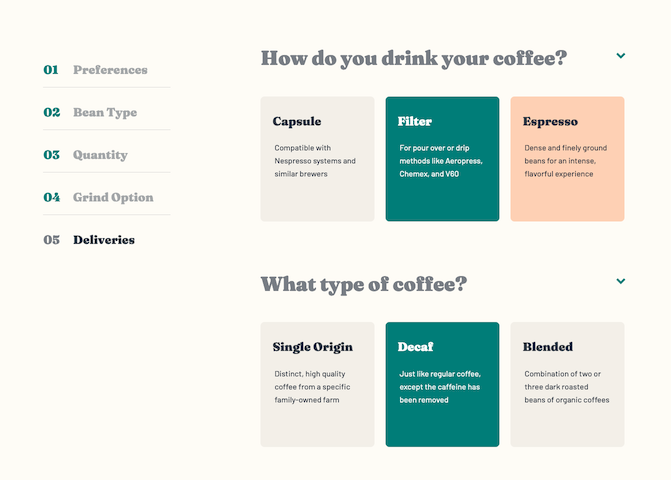 01 Preferences
02 Bean Type
03 Quantity
04 Grind Option
05 Deliveries
How do you drink your coffee?
Capsule
Compatible with
Nespresso systems and
similar brewers
Filter
For pour over or drip
methods like Aeropress,
Chemex, and V60
Espresso
Dense and finely ground
beans for an intense,
flavorful experience
What type of coffee?
Single Origin
Distinct, high quality
coffee from a specific
family-owned farm
Decaf
Just like regular coffee,
except the caffeine has
been removed
Blended
Combination of two or
three dark roasted
beans of organic coffees